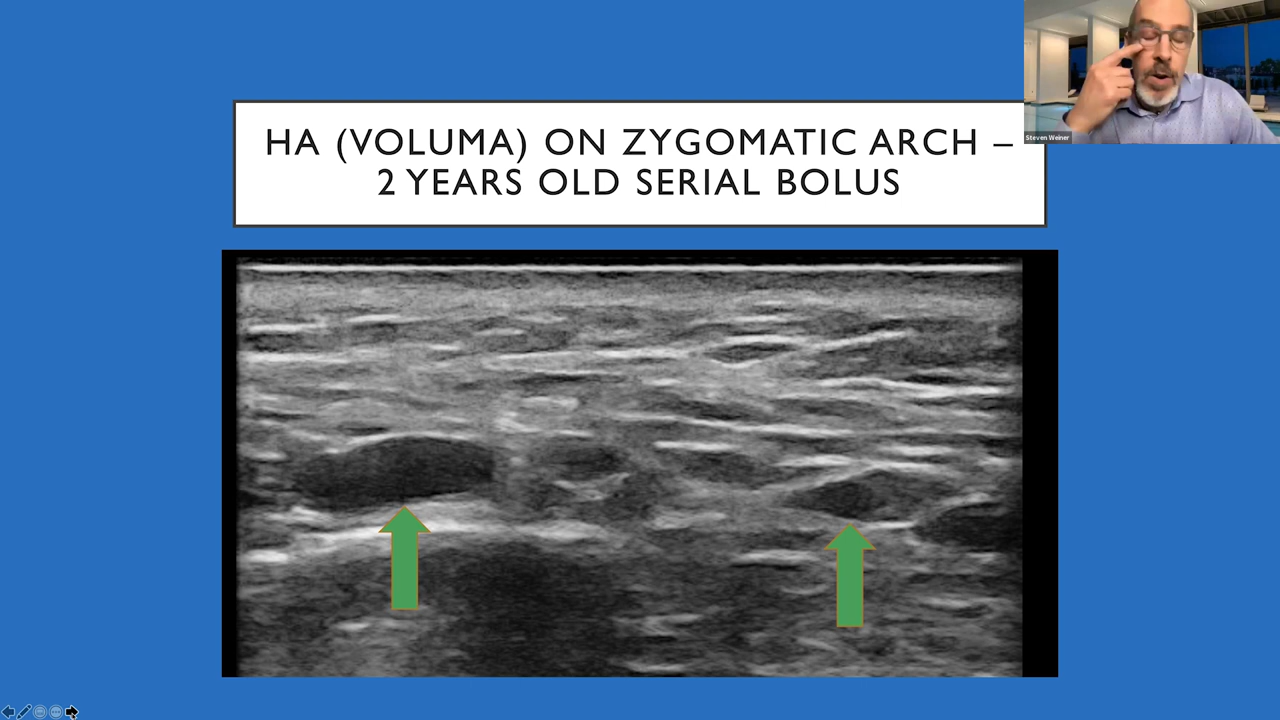 HA (VOLUMA) ON ZYGOMATIC ARCH –
2 YEARS OLD SERIAL BOLUS
Steven Weiner